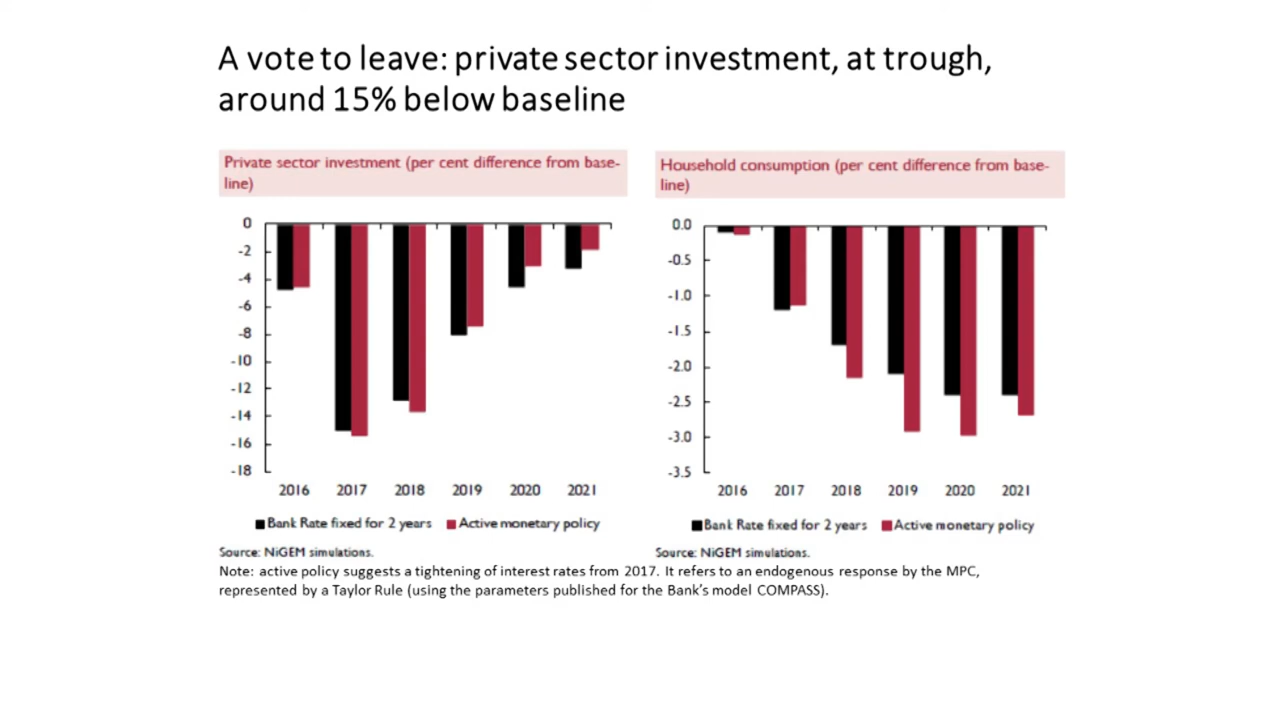 A vote to leave: private sector investment, at trough,
around 15% below baseline
Private sector investment (per cent difference from base-
line)
0
-2
-4
-6
-8
-10
-12
-14
-16
-18
2016 2017 2018 2019 2020 2021
Bank Rate fixed for 2 years Active monetary policy
Source: NiGEM simulations.
Household consumption (per cent difference from base-
line)
0.0
-0.5
-1.0
-1.5
-2.0
-2.5
-3.0
-3.5
2016 2017 2018 2019 2020 2021
Bank Rate fixed for 2 years Active monetary policy
Source: NiGEM simulations.
Note: active policy suggests a tightening of interest rates from 2017. It refers to an endogenous response by the MPC,
represented by a Taylor Rule (using the parameters published for the Bank's model COMPASS).